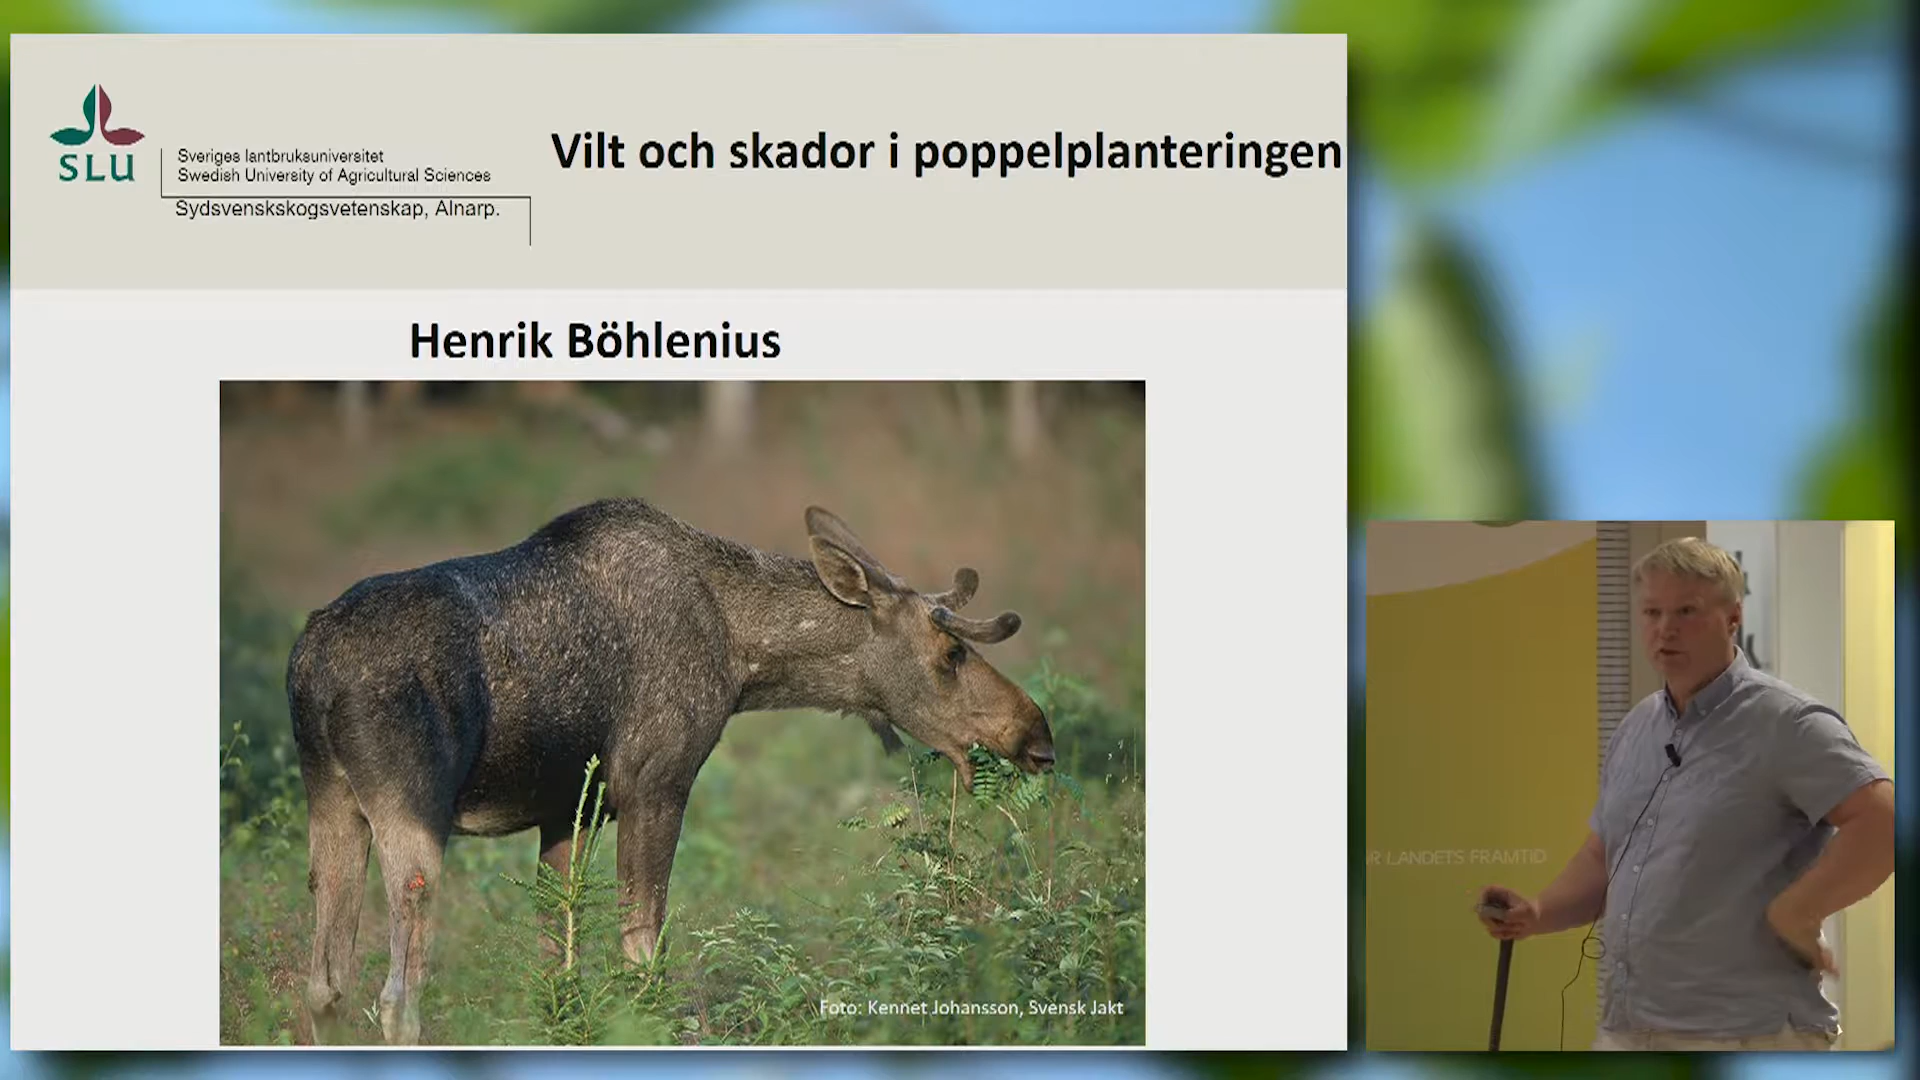 SLU
Sveriges lantbruksuniversitet
Swedish University of Agricultural Sciences
Sydsvenskskogsvetenskap, Alnarp.
Vilt och skador i poppelplanteringen
Henrik Böhlenius
Foto: Kennet Johansson, Svensk Jakt
LANDETS FRAMTID